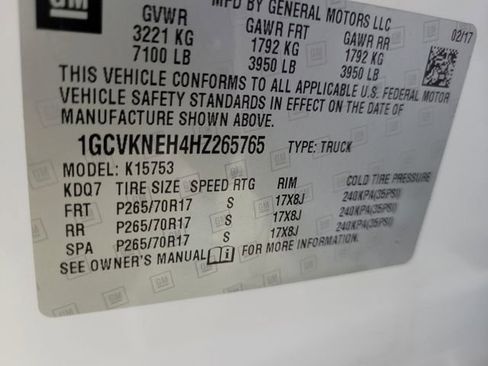 GM
MFD BY GENERAL MOTORS LLC
02/17
GVWR GAWR FRT GAWR RR
3221 KG 1792 KG 1792 KG
7100 LB 3950 LB 3950 LB
THIS VEHICLE CONFORMS TO ALL APPLICABLE U.S. FEDERAL MOTOR
VEHICLE SAFETY STANDARDS IN EFFECT ON THE DATE OF
MANUFACTURE SHOWN ABOVE.
1GCVKNEH4HZ265765 TYPE: TRUCK
MODEL: K15753
KDQ7 TIRE SIZE SPEED RTG RIM COLD TIRE PRESSURE
FRT P265/70R17 S 17X8J 240KPA(35PSI)
RR P265/70R17 S 17X8J 240KPA(35PSI)
SPA P265/70R17 S 17X8J 240KPA(35PSI)
SEE OWNER'S MANUAL FOR MORE INFORMATION.